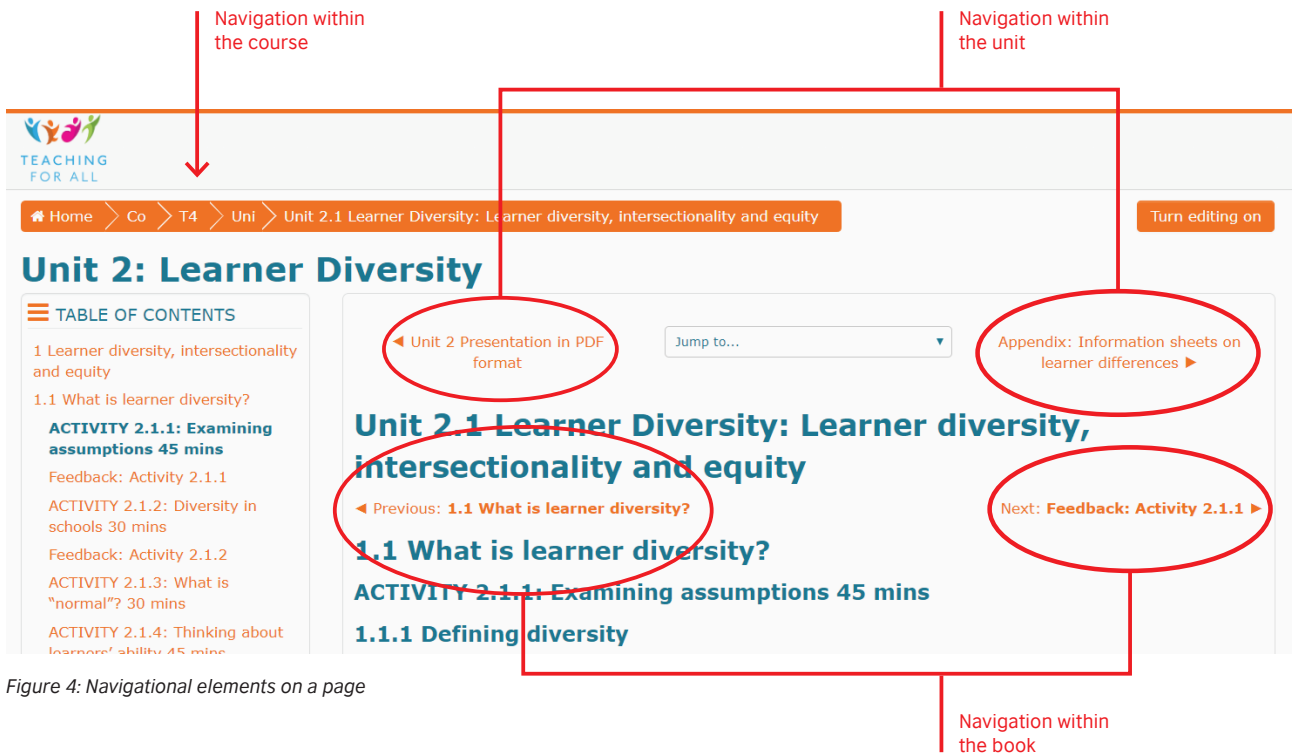 Navigation within
the course
Navigation within
the unit
TEACHING
FOR ALL
Home Co T4 Uni Unit 2.1 Learner Diversity: Learner diversity, intersectionality and equity
Turn editing on
Unit 2: Learner Diversity
TABLE OF CONTENTS
1 Learner diversity, intersectionality
and equity
1.1 What is learner diversity?
ACTIVITY 2.1.1: Examining
assumptions 45 mins
Feedback: Activity 2.1.1
ACTIVITY 2.1.2: Diversity in
schools 30 mins
Feedback: Activity 2.1.2
ACTIVITY 2.1.3: What is
"normal"? 30 mins
ACTIVITY 2.1.4: Thinking about
learners' ability 45 mins
◄ Unit 2 Presentation in PDF
format
Jump to...
Appendix: Information sheets on
learner differences ►
Unit 2.1 Learner Diversity: Learner diversity,
intersectionality and equity
◄ Previous: 1.1 What is learner diversity?
Next: Feedback: Activity 2.1.1 ►
1.1 What is learner diversity?
ACTIVITY 2.1.1: Examining assumptions 45 mins
1.1.1 Defining diversity
Figure 4: Navigational elements on a page
Navigation within
the book